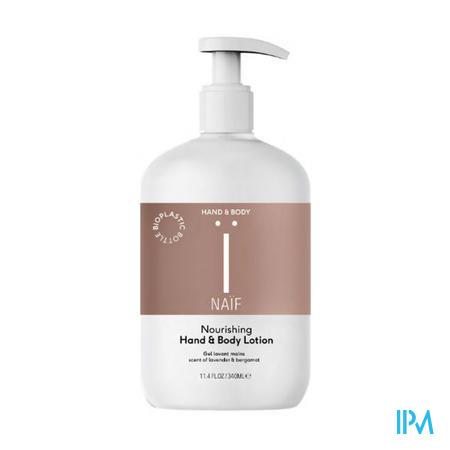 HAND & BODY
BIOPLASTIC BOTTLE
Ï
NAÏF
Nourishing
Hand & Body Lotion
Gel lavant mains
scent of lavender & bergamot
11.4 FL.OZ / 340ML℮
IPM